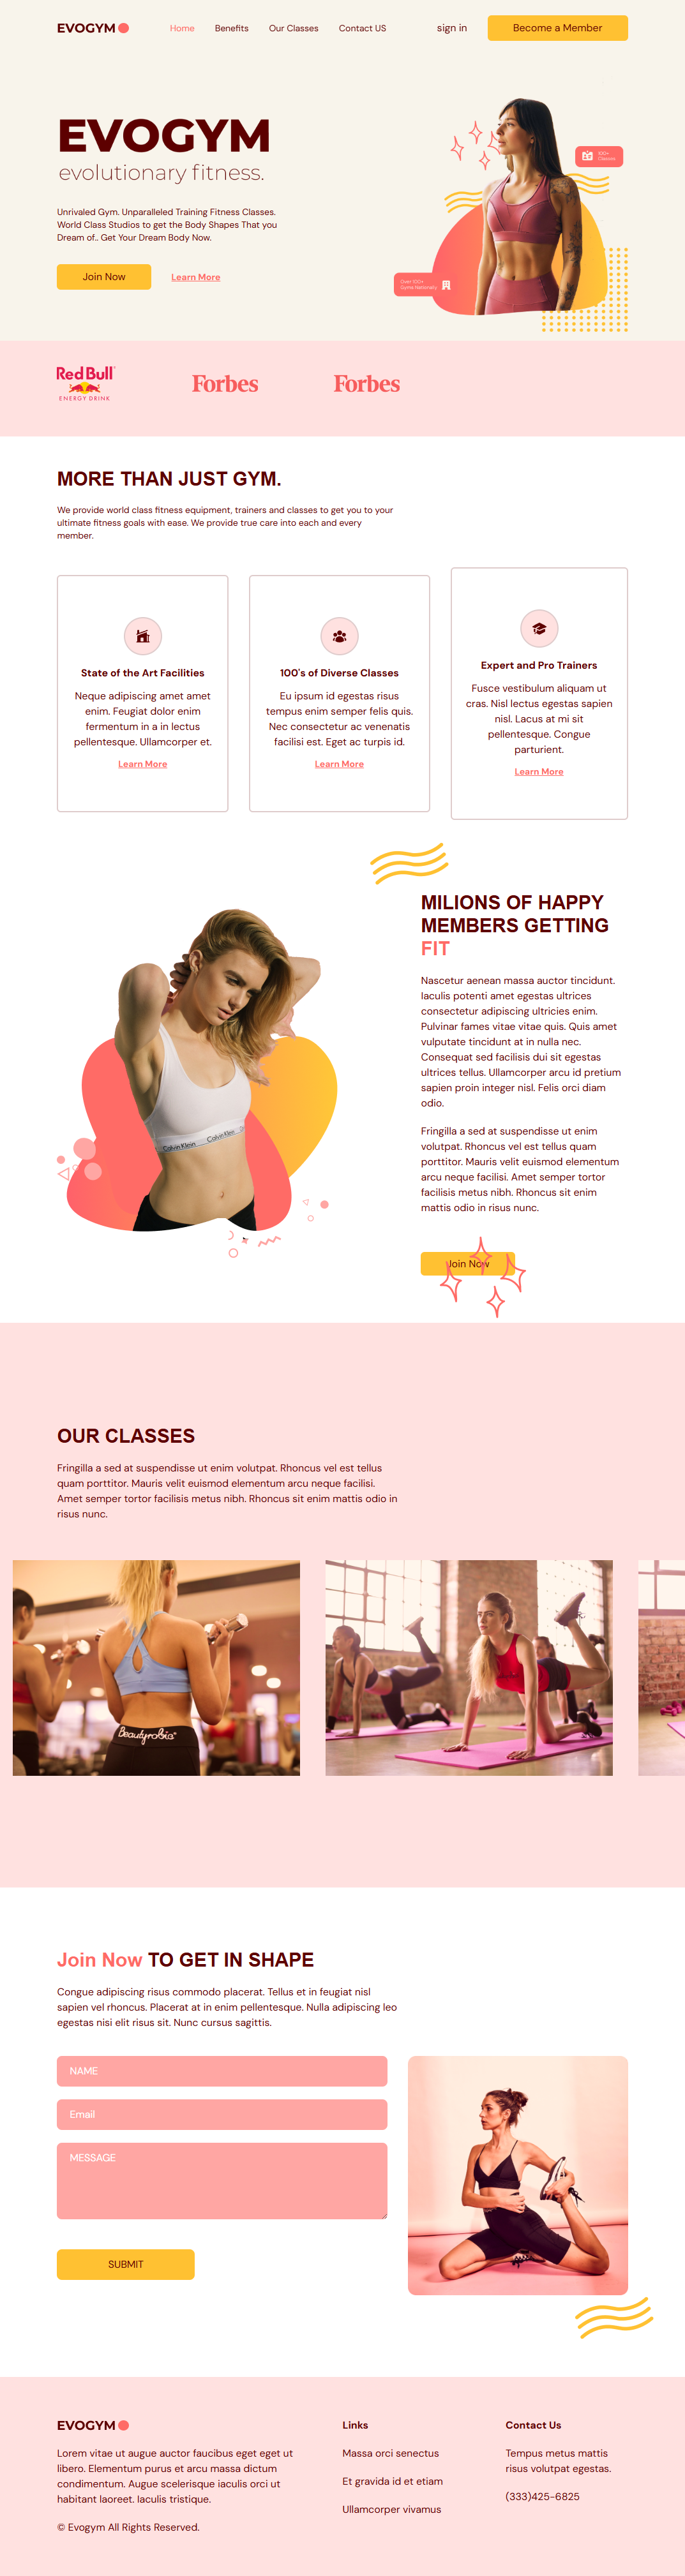 EVOGYM
Home
Benefits
Our Classes
Contact US
sign in
Become a Member
EVOGYM
evolutionary fitness.
Unrivaled Gym. Unparalleled Training Fitness Classes.
World Class Studios to get the Body Shapes That you
Dream of.. Get Your Dream Body Now.
Join Now
Learn More
100+
Classes
Over 100+
Gyms Nationally
Red Bull
ENERGY DRINK
Forbes
Forbes
MORE THAN JUST GYM.
We provide world class fitness equipment, trainers and classes to get you to your
ultimate fitness goals with ease. We provide true care into each and every
member.
State of the Art Facilities
Neque adipiscing amet amet
enim. Feugiat dolor enim
fermentum in a in lectus
pellentesque. Ullamcorper et.
Learn More
100's of Diverse Classes
Eu ipsum id egestas risus
tempus enim semper felis quis.
Nec consectetur ac venenatis
facilisi est. Eget ac turpis id.
Learn More
Expert and Pro Trainers
Fusce vestibulum aliquam ut
cras. Nisl lectus egestas sapien
nisl. Lacus at mi sit
pellentesque. Congue
parturient.
Learn More
Calvin Klein
Calvin Kle
MILIONS OF HAPPY
MEMBERS GETTING
FIT
Nascetur aenean massa auctor tincidunt.
Iaculis potenti amet egestas ultrices
consectetur adipiscing ultricies enim.
Pulvinar fames vitae vitae quis. Quis amet
vulputate tincidunt at in nulla nec.
Consequat sed facilisis dui sit egestas
ultrices tellus. Ullamcorper arcu id pretium
sapien proin integer nisl. Felis orci diam
odio.
Fringilla a sed at suspendisse ut enim
volutpat. Rhoncus vel est tellus quam
porttitor. Mauris velit euismod elementum
arcu neque facilisi. Amet semper tortor
facilisis metus nibh. Rhoncus sit enim
mattis odio in risus nunc.
Join Now
OUR CLASSES
Fringilla a sed at suspendisse ut enim volutpat. Rhoncus vel est tellus
quam porttitor. Mauris velit euismod elementum arcu neque facilisi.
Amet semper tortor facilisis metus nibh. Rhoncus sit enim mattis odio in
risus nunc.
Beautyrobic
Join Now TO GET IN SHAPE
Congue adipiscing risus commodo placerat. Tellus et in feugiat nisl
sapien vel rhoncus. Placerat at in enim pellentesque. Nulla adipiscing leo
egestas nisi elit risus sit. Nunc cursus sagittis.
NAME
Email
MESSAGE
SUBMIT
EVOGYM
Lorem vitae ut augue auctor faucibus eget eget ut
libero. Elementum purus et arcu massa dictum
condimentum. Augue scelerisque iaculis orci ut
habitant laoreet. Iaculis tristique.
© Evogym All Rights Reserved.
Links
Massa orci senectus
Et gravida id et etiam
Ullamcorper vivamus
Contact Us
Tempus metus mattis
risus volutpat egestas.
(333)425-6825